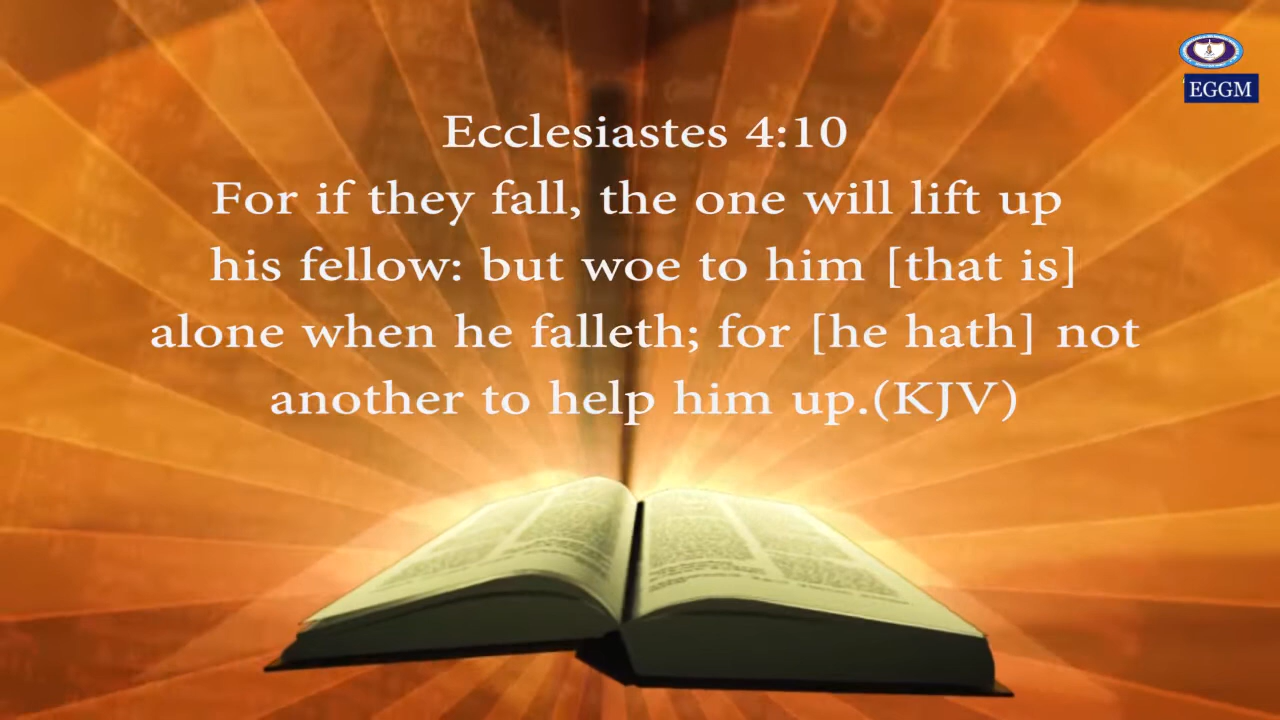 EGGM
Ecclesiastes 4:10
For if they fall, the one will lift up
his fellow: but woe to him [that is]
alone when he falleth; for [he hath] not
another to help him up.(KJV)